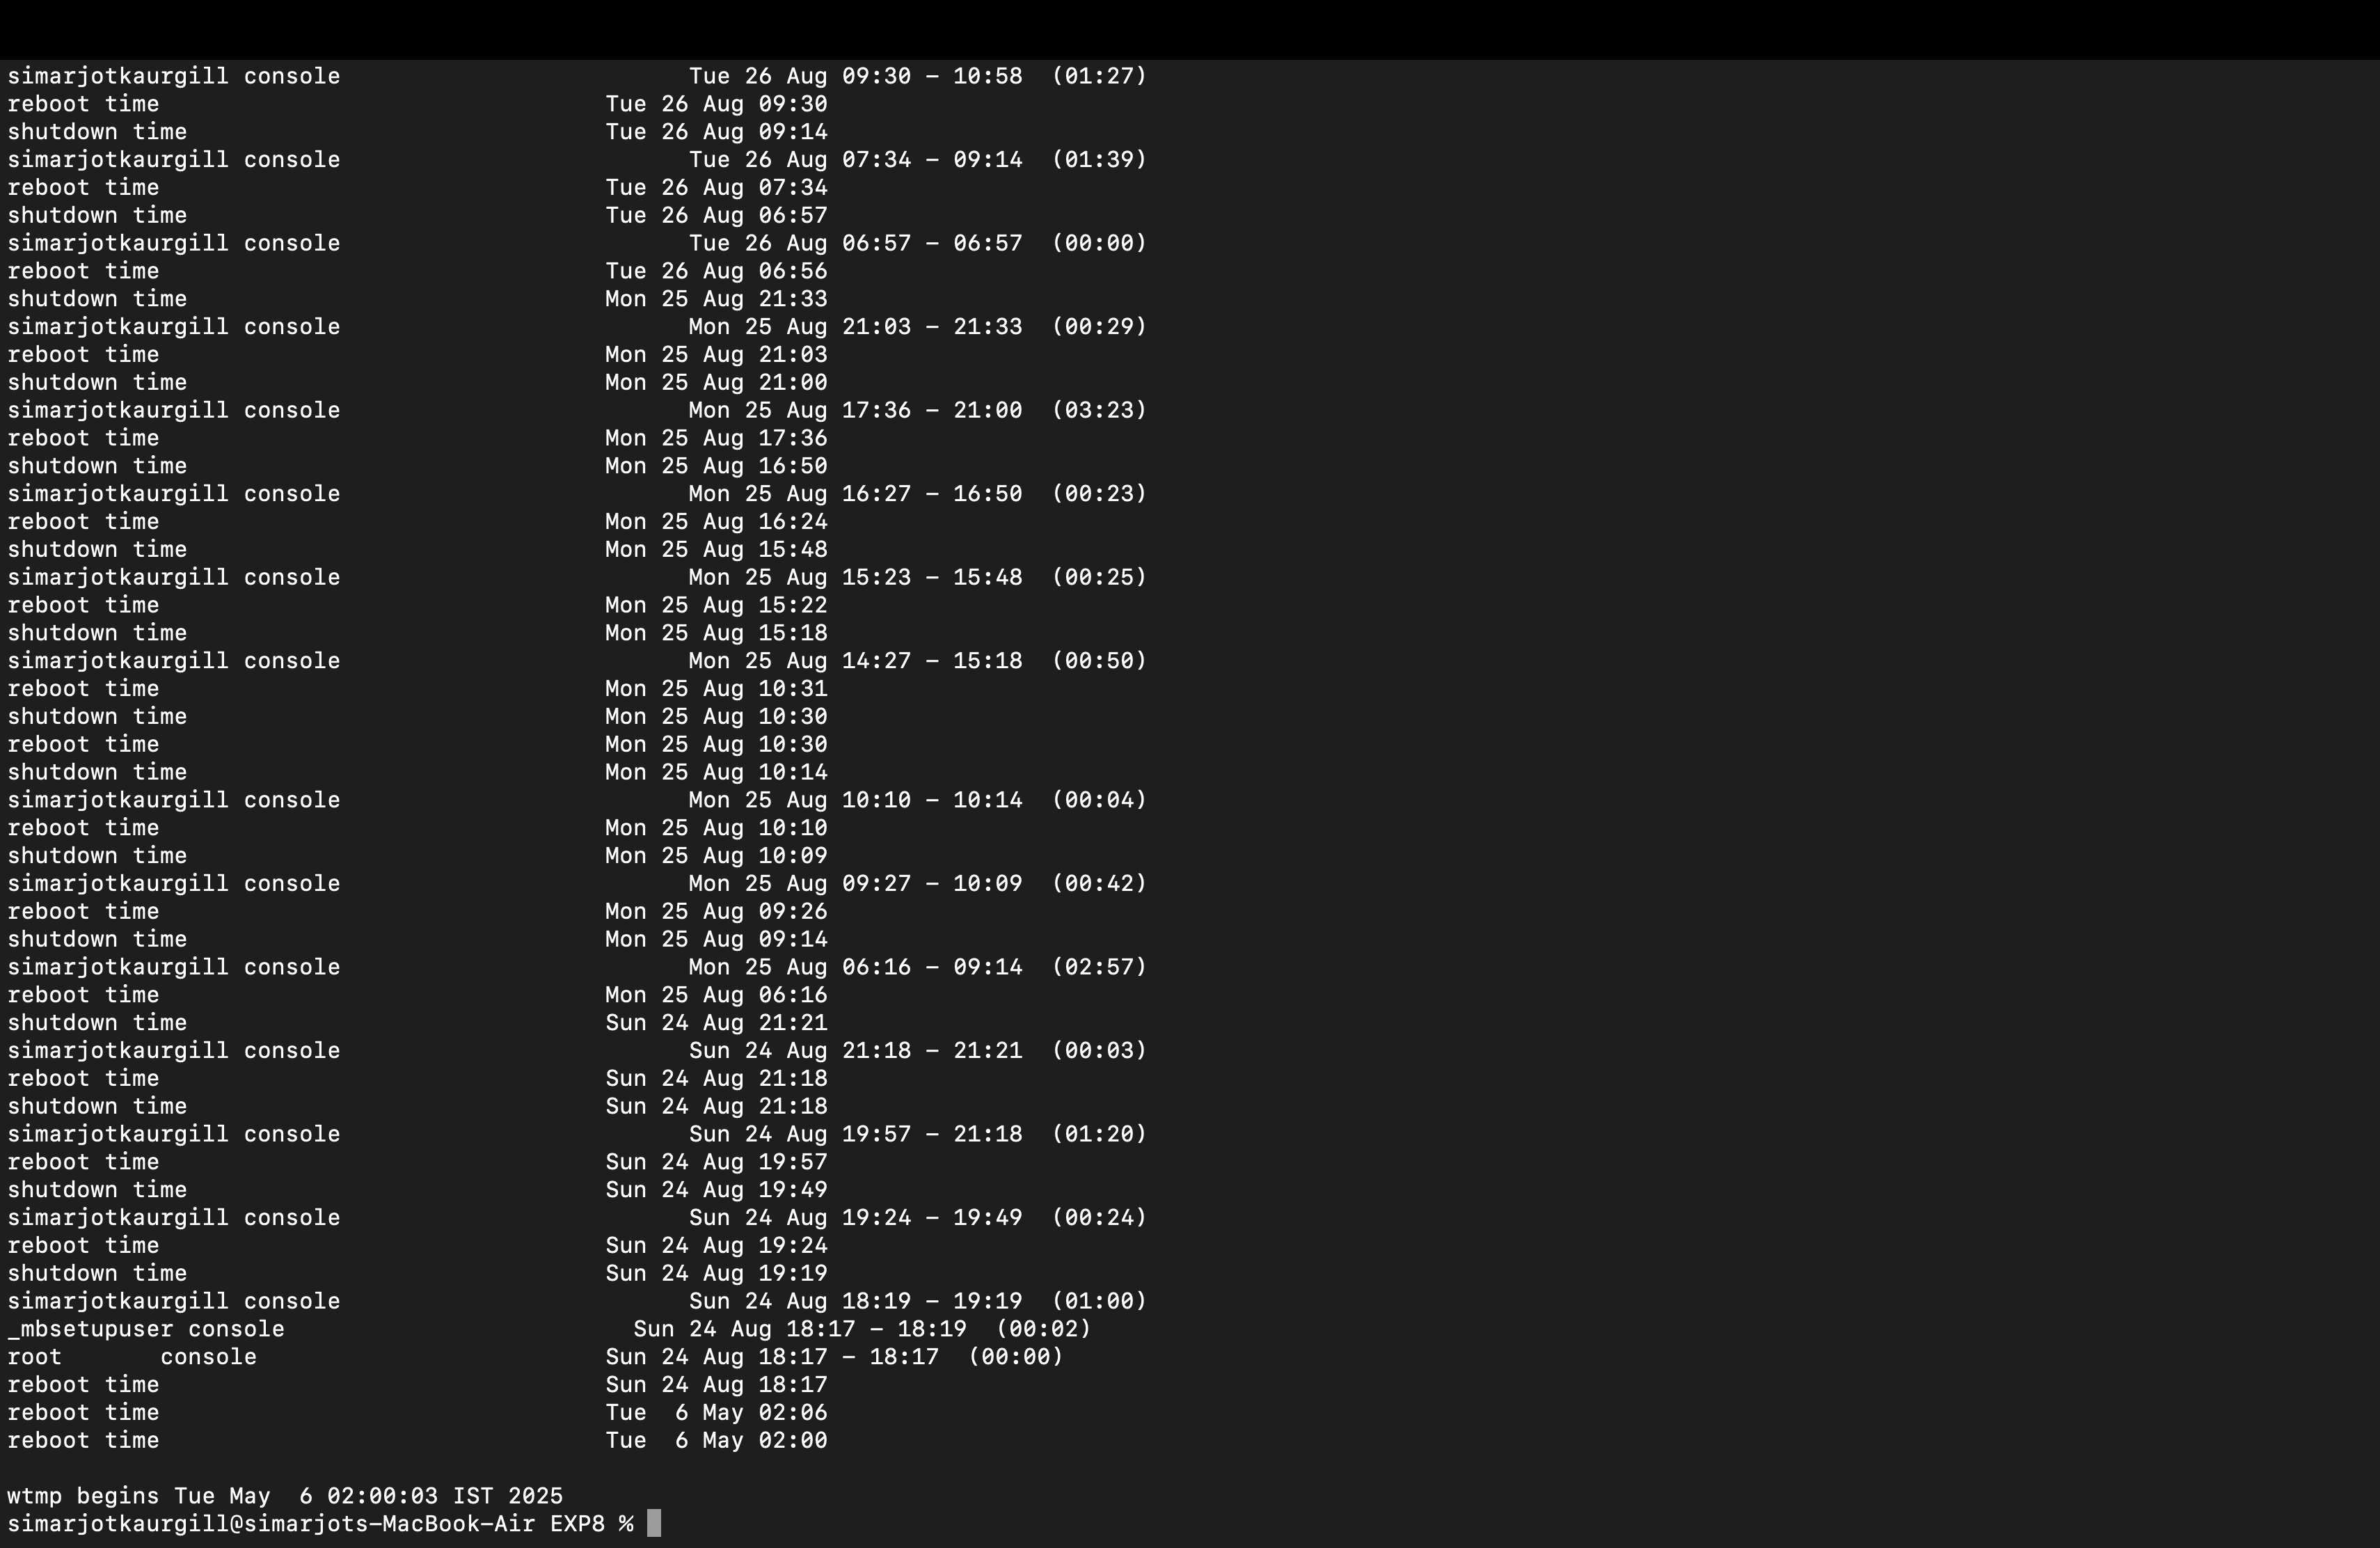 simarjotkaurgill console                         Tue 26 Aug 09:30 - 10:58  (01:27)
reboot time                                Tue 26 Aug 09:30
shutdown time                              Tue 26 Aug 09:14
simarjotkaurgill console                         Tue 26 Aug 07:34 - 09:14  (01:39)
reboot time                                Tue 26 Aug 07:34
shutdown time                              Tue 26 Aug 06:57
simarjotkaurgill console                         Tue 26 Aug 06:57 - 06:57  (00:00)
reboot time                                Tue 26 Aug 06:56
shutdown time                              Mon 25 Aug 21:33
simarjotkaurgill console                         Mon 25 Aug 21:03 - 21:33  (00:29)
reboot time                                Mon 25 Aug 21:03
shutdown time                              Mon 25 Aug 21:00
simarjotkaurgill console                         Mon 25 Aug 17:36 - 21:00  (03:23)
reboot time                                Mon 25 Aug 17:36
shutdown time                              Mon 25 Aug 16:50
simarjotkaurgill console                         Mon 25 Aug 16:27 - 16:50  (00:23)
reboot time                                Mon 25 Aug 16:24
shutdown time                              Mon 25 Aug 15:48
simarjotkaurgill console                         Mon 25 Aug 15:23 - 15:48  (00:25)
reboot time                                Mon 25 Aug 15:22
shutdown time                              Mon 25 Aug 15:18
simarjotkaurgill console                         Mon 25 Aug 14:27 - 15:18  (00:50)
reboot time                                Mon 25 Aug 10:31
shutdown time                              Mon 25 Aug 10:30
reboot time                                Mon 25 Aug 10:30
shutdown time                              Mon 25 Aug 10:14
simarjotkaurgill console                         Mon 25 Aug 10:10 - 10:14  (00:04)
reboot time                                Mon 25 Aug 10:10
shutdown time                              Mon 25 Aug 10:09
simarjotkaurgill console                         Mon 25 Aug 09:27 - 10:09  (00:42)
reboot time                                Mon 25 Aug 09:26
shutdown time                              Mon 25 Aug 09:14
simarjotkaurgill console                         Mon 25 Aug 06:16 - 09:14  (02:57)
reboot time                                Mon 25 Aug 06:16
shutdown time                              Sun 24 Aug 21:21
simarjotkaurgill console                         Sun 24 Aug 21:18 - 21:21  (00:03)
reboot time                                Sun 24 Aug 21:18
shutdown time                              Sun 24 Aug 21:18
simarjotkaurgill console                         Sun 24 Aug 19:57 - 21:18  (01:20)
reboot time                                Sun 24 Aug 19:57
shutdown time                              Sun 24 Aug 19:49
simarjotkaurgill console                         Sun 24 Aug 19:24 - 19:49  (00:24)
reboot time                                Sun 24 Aug 19:24
shutdown time                              Sun 24 Aug 19:19
simarjotkaurgill console                         Sun 24 Aug 18:19 - 19:19  (01:00)
_mbsetupuser console                         Sun 24 Aug 18:17 - 18:19  (00:02)
root       console                         Sun 24 Aug 18:17 - 18:17  (00:00)
reboot time                                Sun 24 Aug 18:17
reboot time                                Tue  6 May 02:06
reboot time                                Tue  6 May 02:00

wtmp begins Tue May  6 02:00:03 IST 2025
simarjotkaurgill@simarjots-MacBook-Air EXP8 %